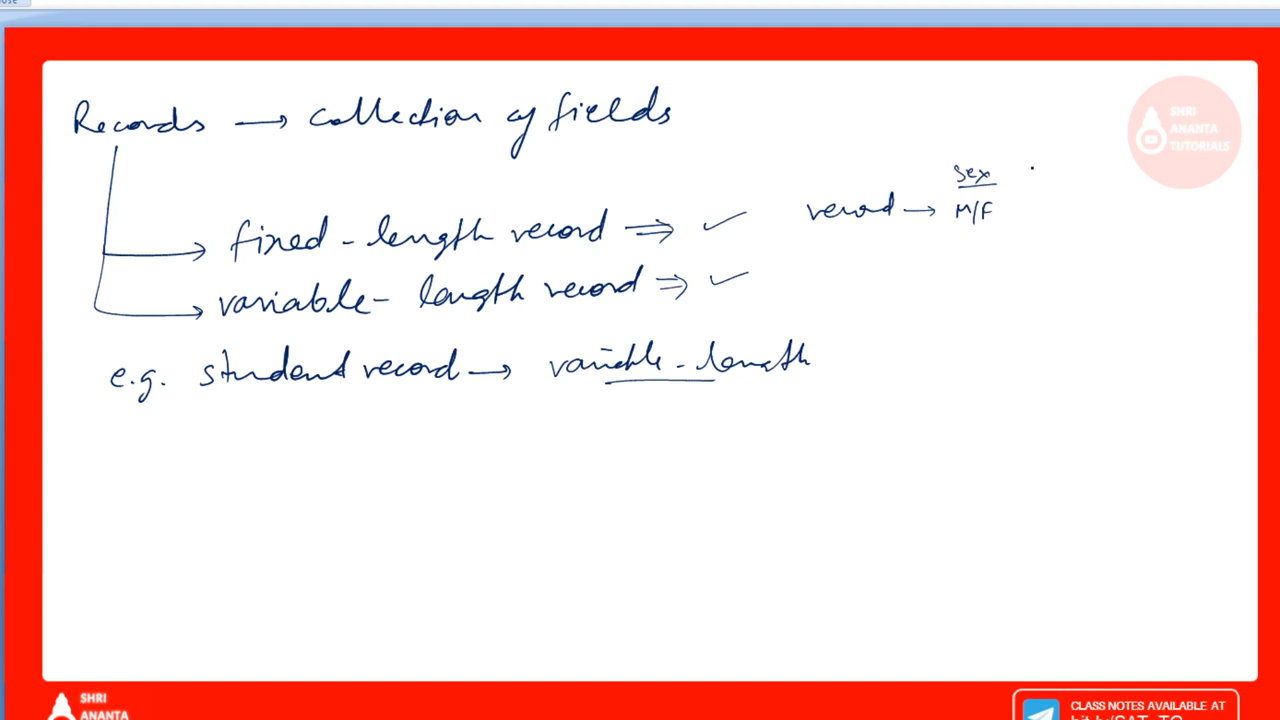 Records → collection of fields
SHRI
ANANTA
TUTORIALS
sex
record → M/F
fixed-length record ⇒ ✓
variable-length record ⇒ ✓
e.g. student record → variable-length
SHRI
ANANTA
CLASS NOTES AVAILABLE AT